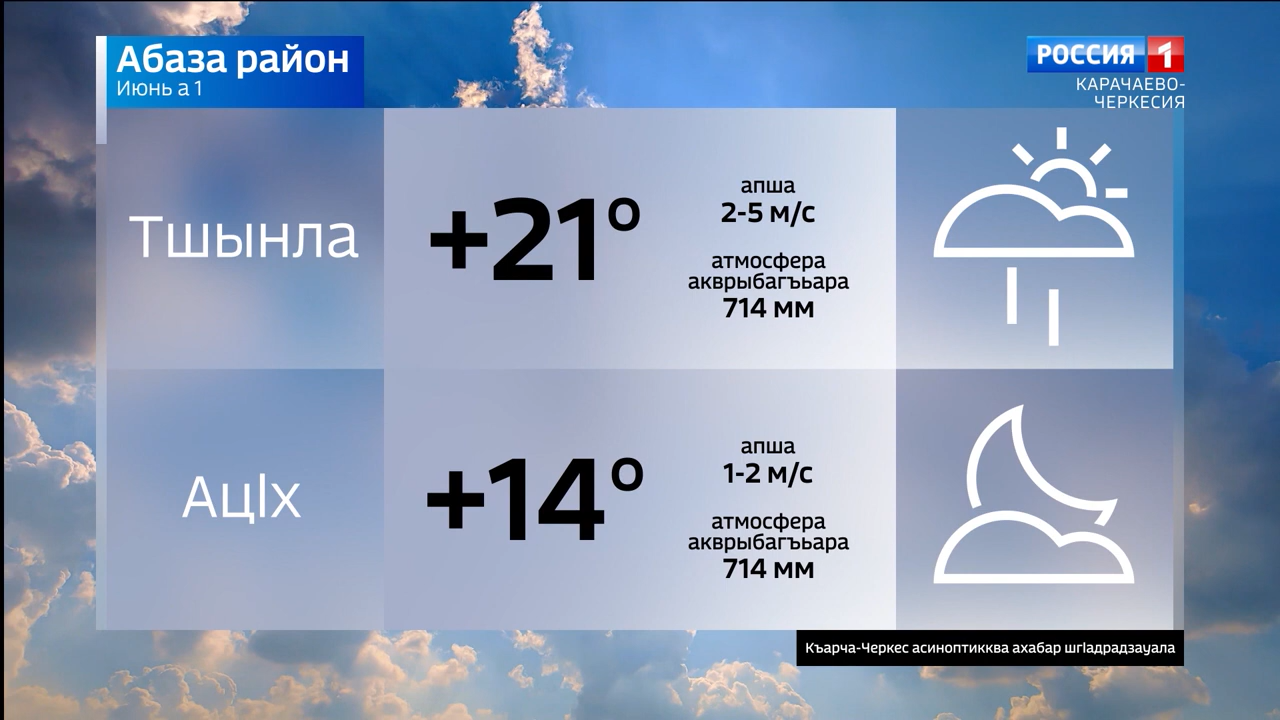 Абаза район
Июнь а 1
РОССИЯ 1
КАРАЧАЕВО-
ЧЕРКЕСИЯ
Тшынла
+21°
апша
2-5 м/с
атмосфера
акврыбагъьара
714 мм
АцӀх
+14°
апша
1-2 м/с
атмосфера
акврыбагъьара
714 мм
Къарча-Черкес асиноптикква ахабар шгӀадрадзауала